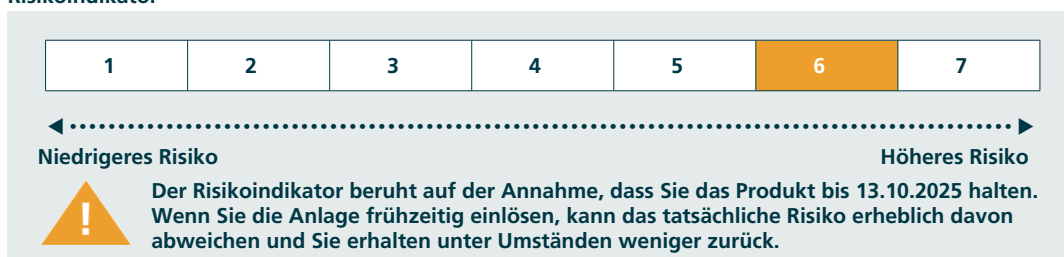 Risikoindikator
1 2 3 4 5 6 7
Niedrigeres Risiko Höheres Risiko
Der Risikoindikator beruht auf der Annahme, dass Sie das Produkt bis 13.10.2025 halten.
Wenn Sie die Anlage frühzeitig einlösen, kann das tatsächliche Risiko erheblich davon
abweichen und Sie erhalten unter Umständen weniger zurück.